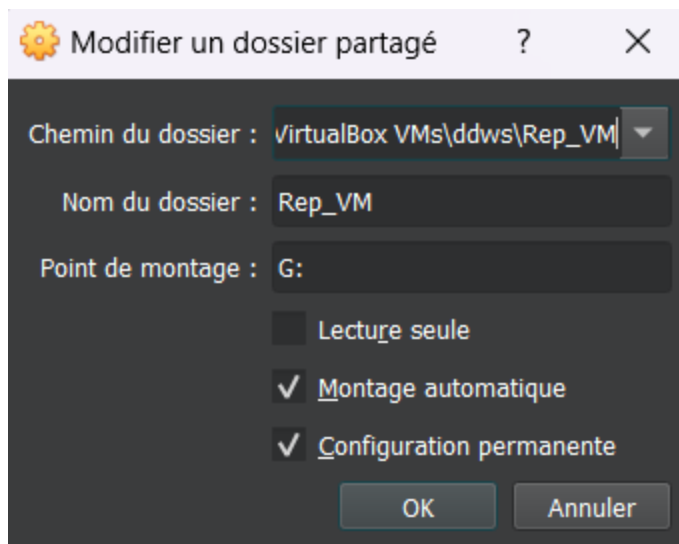 Modifier un dossier partagé ? ×
Chemin du dossier : VirtualBox VMs\ddws\Rep_VM
Nom du dossier : Rep_VM
Point de montage : G:
Lecture seule
Montage automatique
Configuration permanente
OK Annuler